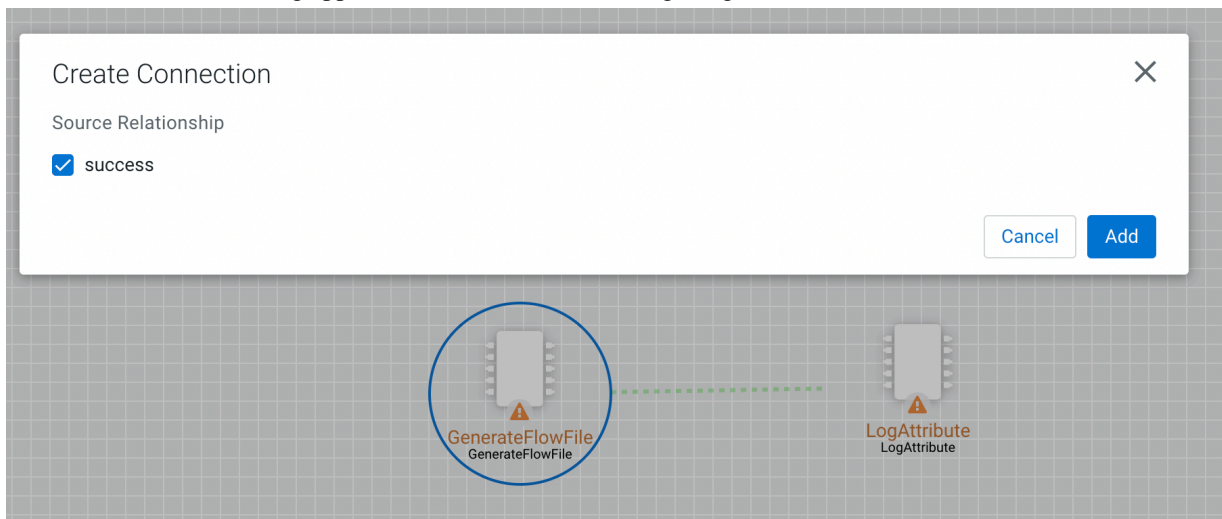 Create Connection
Source Relationship
success
Cancel
Add
GenerateFlowFile
GenerateFlowFile
LogAttribute
LogAttribute